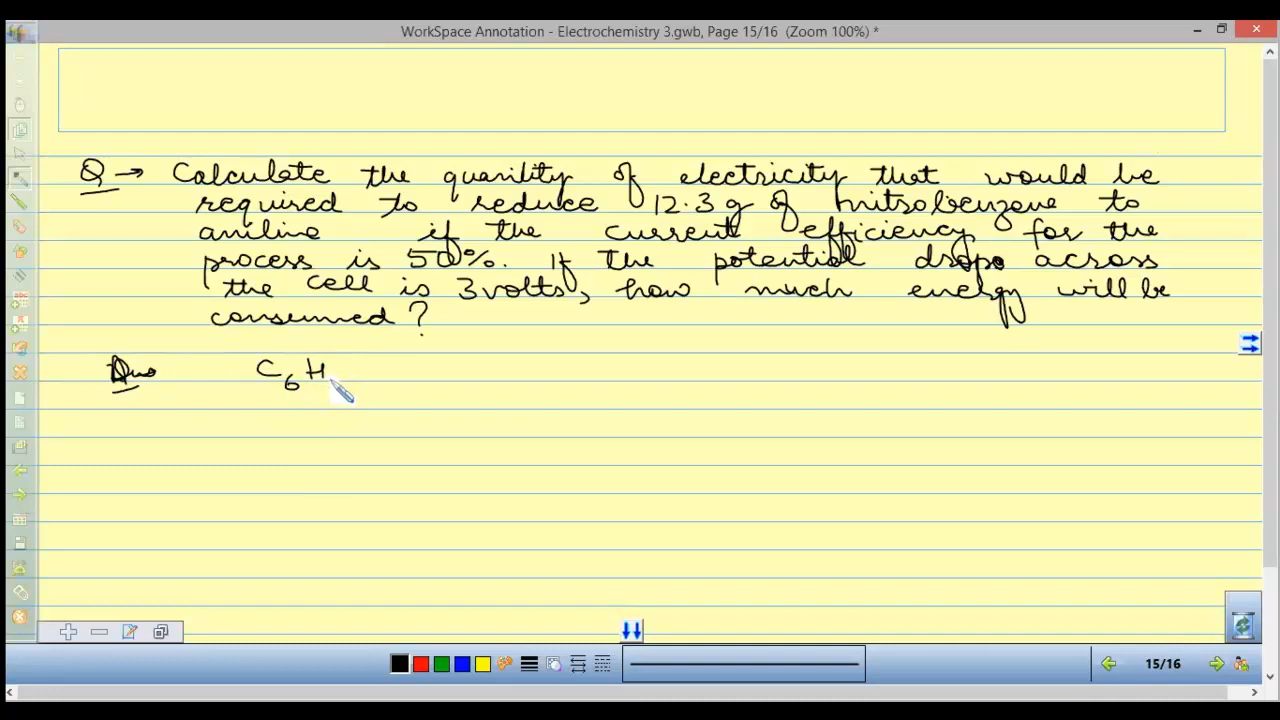 WorkSpace Annotation - Electrochemistry 3.gwb, Page 15/16 (Zoom 100%) *
Q → Calculate the quantity of electricity that would be
required to reduce 12.3 g of nitrobenzene to
aniline if the current efficiency for the
process is 50%. If the potential drops across
the cell is 3 volts, how much energy will be
consumed ?
Ans C6H
15/16